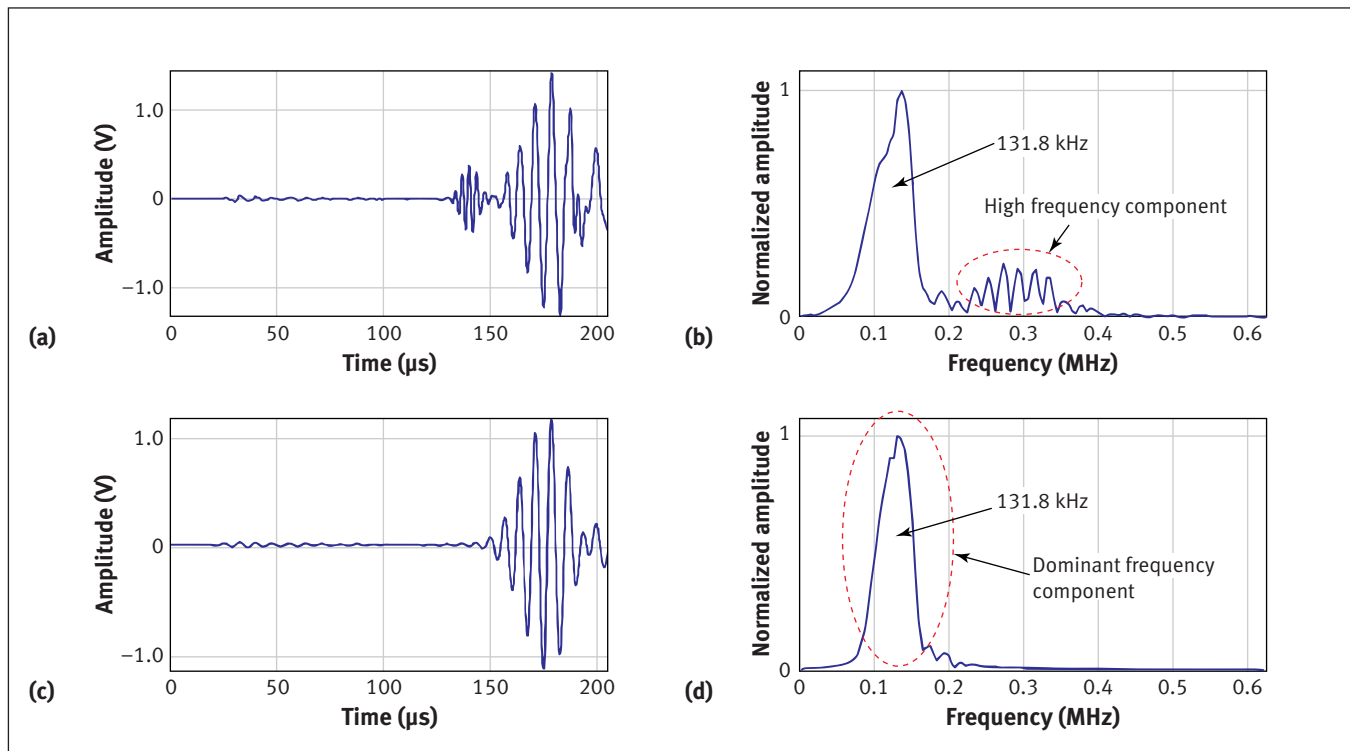 Amplitude (V)
1.0
0
−1.0
0
50
100
150
200
Time (µs)
(a)
Normalized amplitude
1
0
131.8 kHz
High frequency component
0
0.1
0.2
0.3
0.4
0.5
0.6
Frequency (MHz)
(b)
Amplitude (V)
1.0
0
−1.0
0
50
100
150
200
Time (µs)
(c)
Normalized amplitude
1
0
131.8 kHz
Dominant frequency
component
0
0.1
0.2
0.3
0.4
0.5
0.6
Frequency (MHz)
(d)